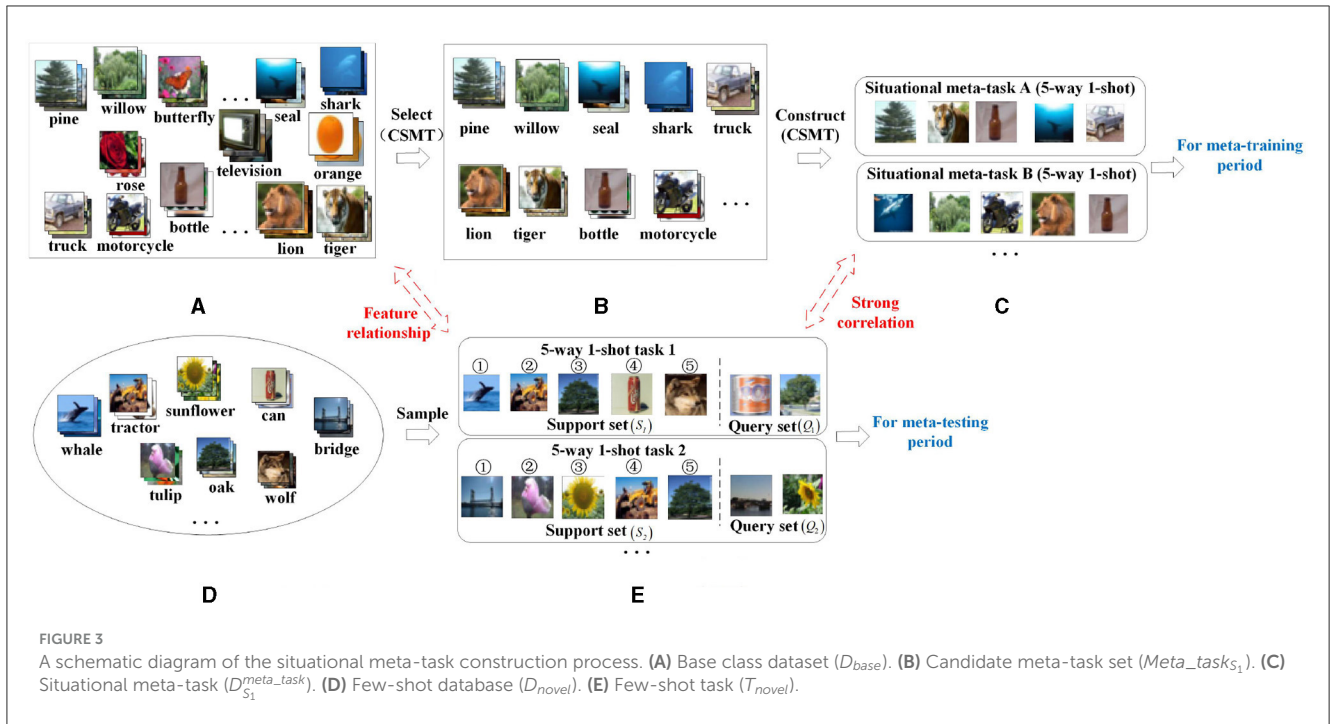 pine
willow
butterfly
...
seal
shark
rose
television
orange
truck
motorcycle
bottle
...
lion
tiger
A
Select
(CSMT)
pine
willow
seal
shark
truck
lion
tiger
bottle
motorcycle
...
B
Construct
(CSMT)
Situational meta-task A (5-way 1-shot)
Situational meta-task B (5-way 1-shot)
...
C
For meta-training
period
Feature
relationship
Strong
correlation
whale
tractor
sunflower
can
bridge
tulip
oak
wolf
...
D
Sample
5-way 1-shot task 1
① ② ③ ④ ⑤
Support set (S₁)
Query set (Q₁)
5-way 1-shot task 2
① ② ③ ④ ⑤
Support set (S₂)
Query set (Q₂)
...
E
For meta-testing
period
FIGURE 3
A schematic diagram of the situational meta-task construction process. (A) Base class dataset (D_base). (B) Candidate meta-task set (Meta_task_S₁). (C)
Situational meta-task (D_S₁^meta_task). (D) Few-shot database (D_novel). (E) Few-shot task (T_novel).